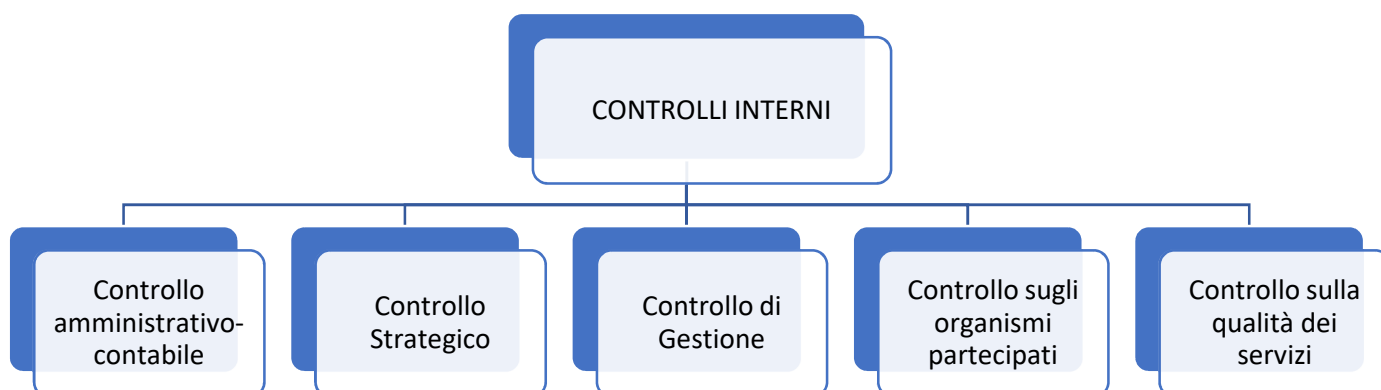 CONTROLLI INTERNI
Controllo
amministrativo-
contabile
Controllo
Strategico
Controllo di
Gestione
Controllo sugli
organismi
partecipati
Controllo sulla
qualità dei
servizi